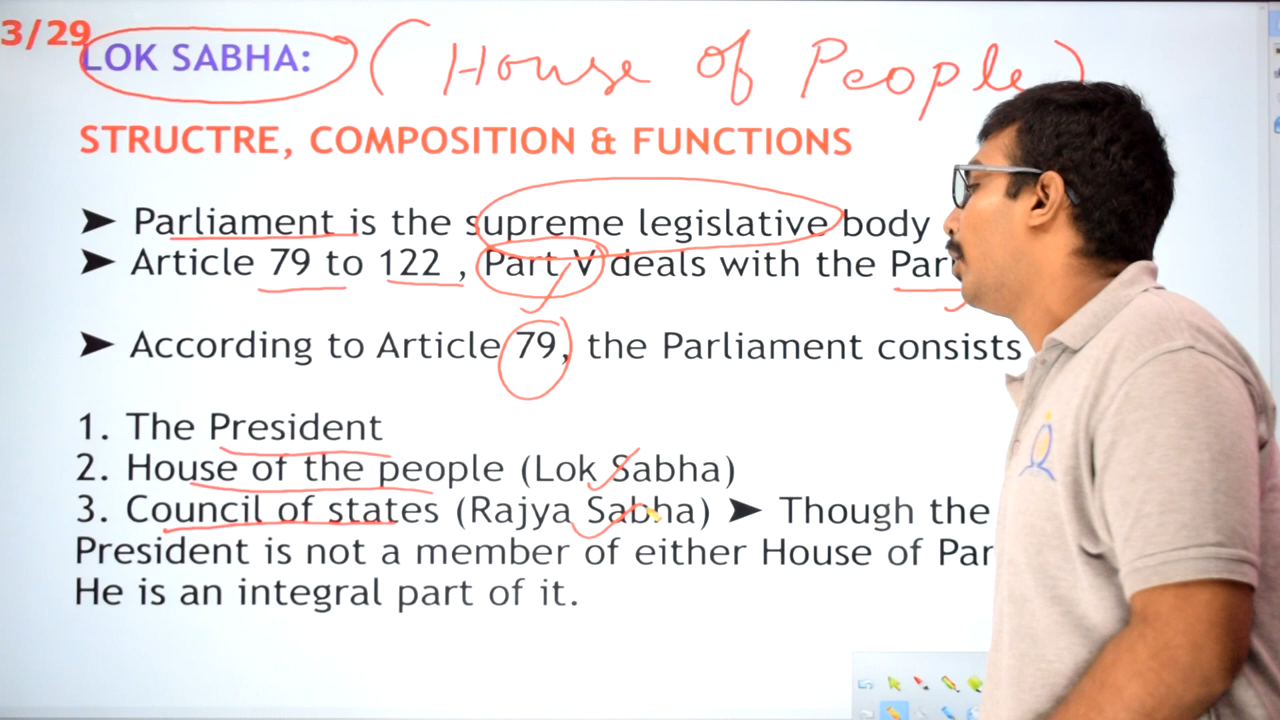 3/29
LOK SABHA: (House of People)
STRUCTRE, COMPOSITION & FUNCTIONS
➤ Parliament is the supreme legislative body
➤ Article 79 to 122 , Part V deals with the Par
➤ According to Article 79, the Parliament consists
1. The President
2. House of the people (Lok Sabha)
3. Council of states (Rajya Sabha) ➤ Though the
President is not a member of either House of Par
He is an integral part of it.